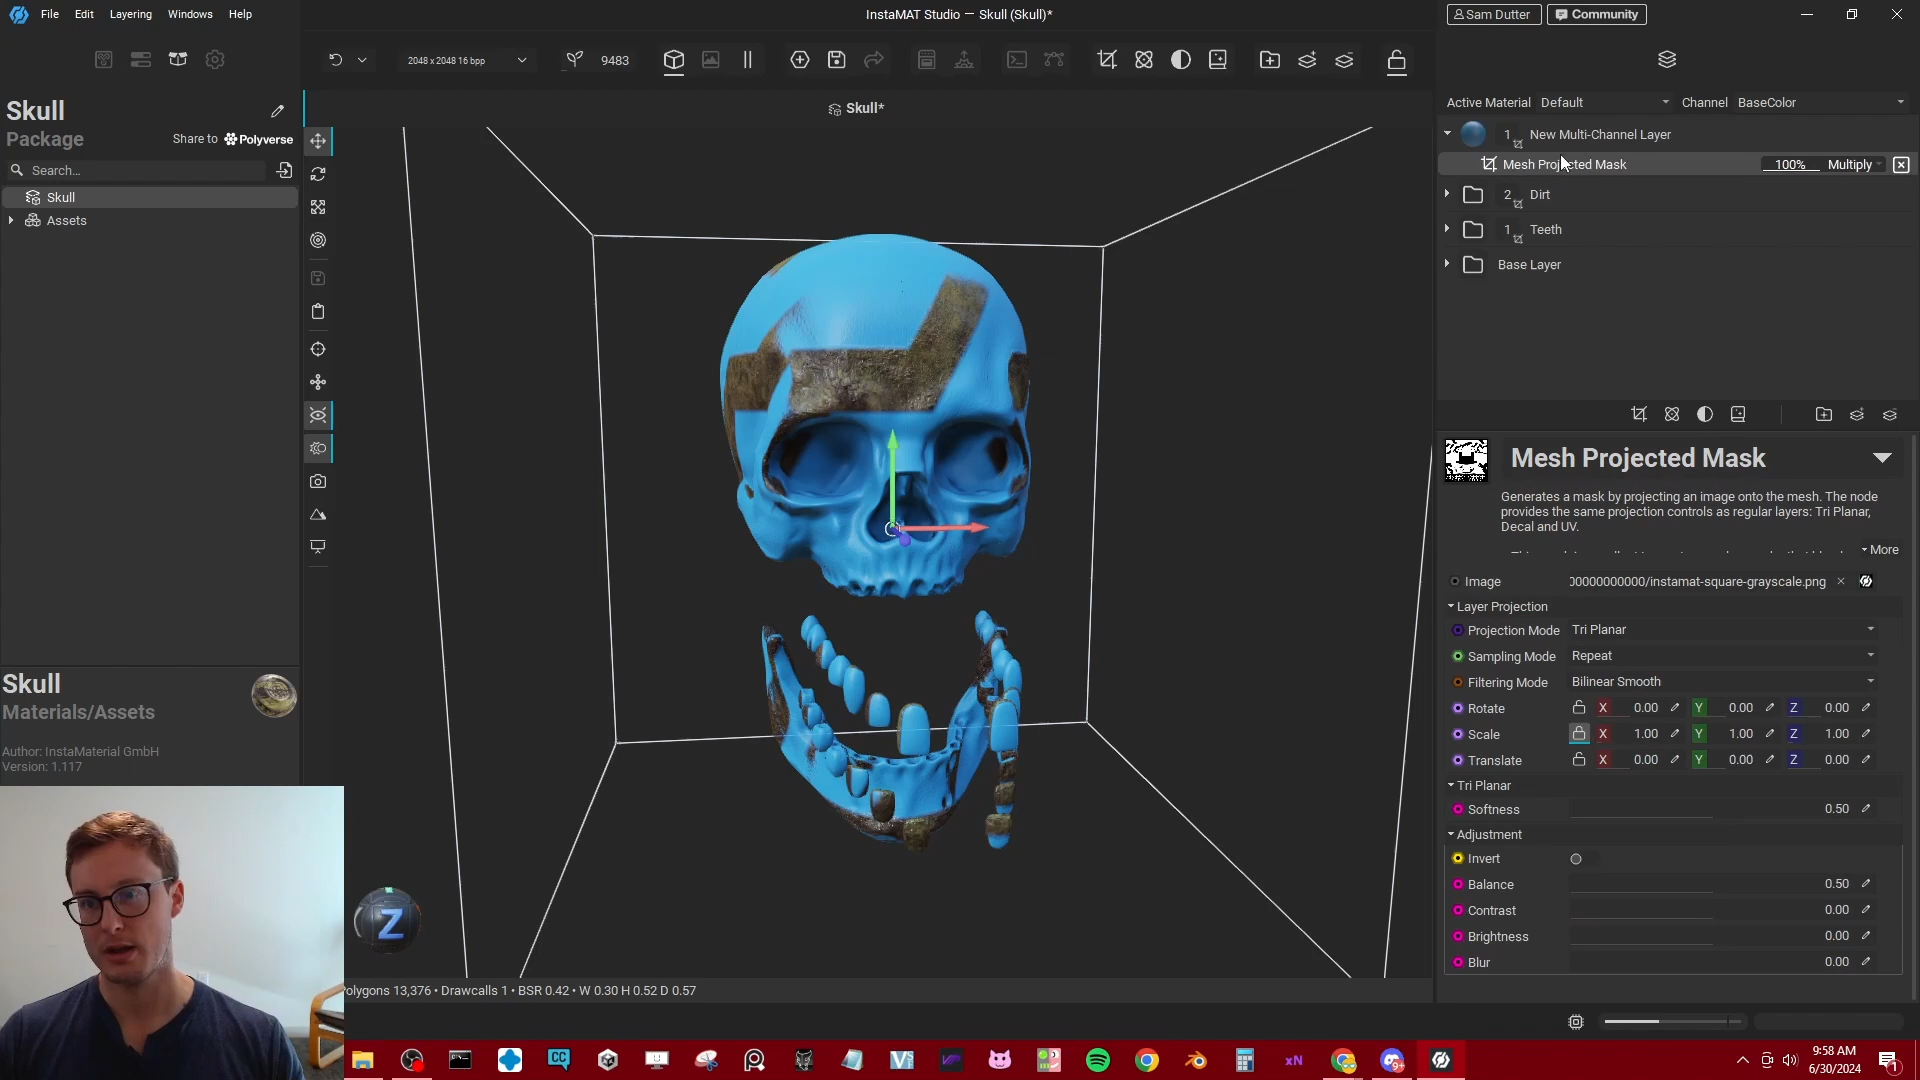 File Edit Layering Windows Help
InstaMAT Studio — Skull (Skull)*
Sam Dutter
Community
2048 x 2048 16 bpp
9483
Skull
Package
Share to Polyverse
Search...
Skull
Assets
Skull*
Active Material Default Channel BaseColor
1 New Multi-Channel Layer
Mesh Projected Mask 100% Multiply
2 Dirt
1 Teeth
Base Layer
Mesh Projected Mask
Generates a mask by projecting an image onto the mesh. The node
provides the same projection controls as regular layers: Tri Planar,
Decal and UV.
More
Image 00000000000/instamat-square-grayscale.png
Layer Projection
Projection Mode Tri Planar
Sampling Mode Repeat
Filtering Mode Bilinear Smooth
Rotate X 0.00 Y 0.00 Z 0.00
Scale X 1.00 Y 1.00 Z 1.00
Translate X 0.00 Y 0.00 Z 0.00
Tri Planar
Softness 0.50
Adjustment
Invert
Balance 0.50
Contrast 0.00
Brightness 0.00
Blur 0.00
Skull
Materials/Assets
Author: InstaMaterial GmbH
Version: 1.117
Z
olygons 13,376 • Drawcalls 1 • BSR 0.42 • W 0.30 H 0.52 D 0.57
CC
xN
9+
9:58 AM
6/30/2024
1